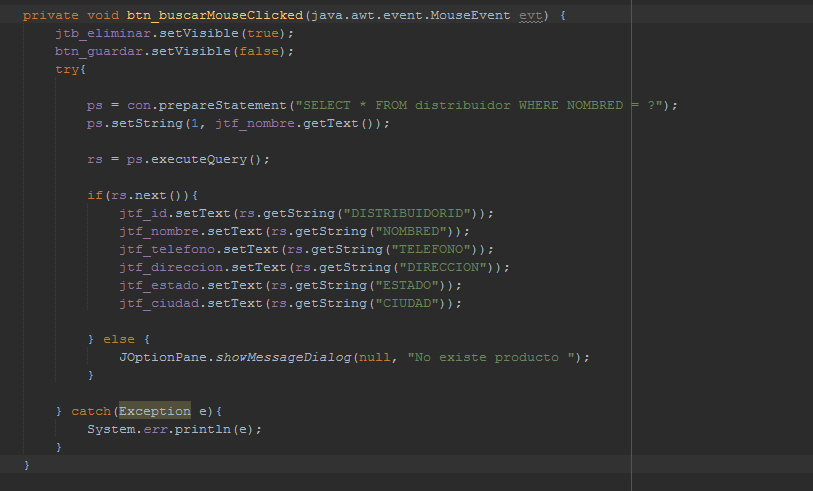 private void btn_buscarMouseClicked(java.awt.event.MouseEvent evt) {
jtb_eliminar.setVisible(true);
btn_guardar.setVisible(false);
try{
ps = con.prepareStatement("SELECT * FROM distribuidor WHERE NOMBRED = ?");
ps.setString(1, jtf_nombre.getText());
rs = ps.executeQuery();
if(rs.next()){
jtf_id.setText(rs.getString("DISTRIBUIDORID"));
jtf_nombre.setText(rs.getString("NOMBRED"));
jtf_telefono.setText(rs.getString("TELEFONO"));
jtf_direccion.setText(rs.getString("DIRECCION"));
jtf_estado.setText(rs.getString("ESTADO"));
jtf_ciudad.setText(rs.getString("CIUDAD"));
} else {
JOptionPane.showMessageDialog(null, "No existe producto ");
}
} catch(Exception e){
System.err.println(e);
}
}